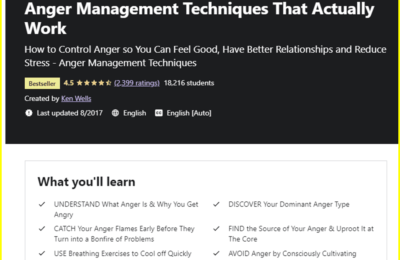 Anger Management Techniques That Actually
Work
How to Control Anger so You Can Feel Good, Have Better Relationships and Reduce
Stress - Anger Management Techniques
Bestseller 4.5 (2,399 ratings) 18,216 students
Created by Ken Wells
Last updated 8/2017 English English [Auto]
What you'll learn
UNDERSTAND What Anger Is & Why You Get
Angry
DISCOVER Your Dominant Anger Type
CATCH Your Anger Flames Early Before They
Turn into a Bonfire of Problems
FIND the Source of Your Anger & Uproot It at
The Core
USE Breathing Exercises to Cool off Quickly
AVOID Anger by Consciously Cultivating